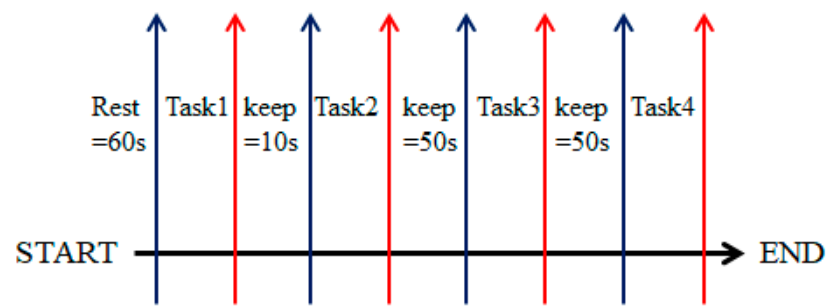 Rest Task1 keep Task2 keep Task3 keep Task4
=60s =10s =50s =50s
START END